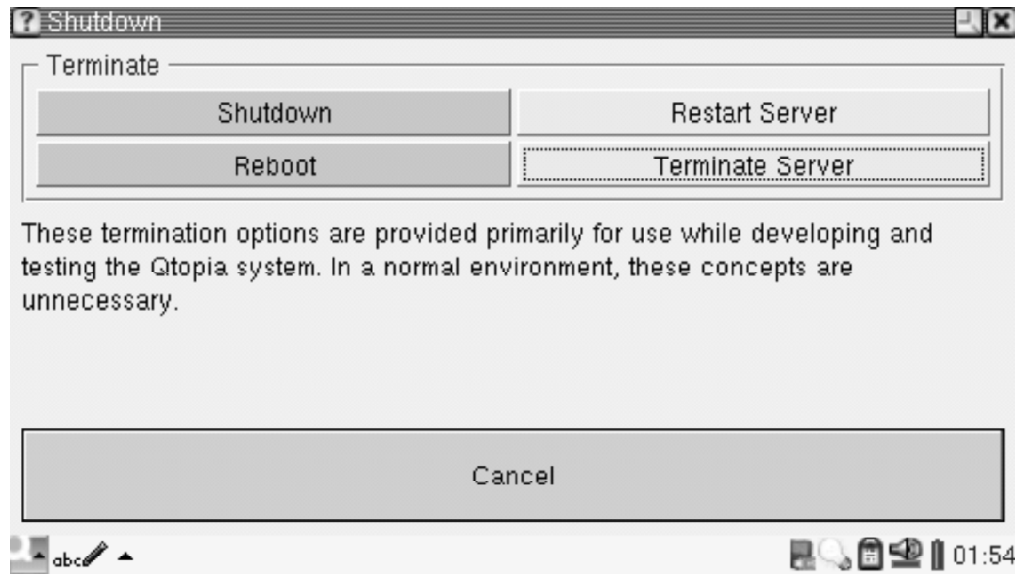 ? Shutdown
Terminate
Shutdown Restart Server
Reboot Terminate Server
These termination options are provided primarily for use while developing and
testing the Qtopia system. In a normal environment, these concepts are
unnecessary.
Cancel
abc 01:54